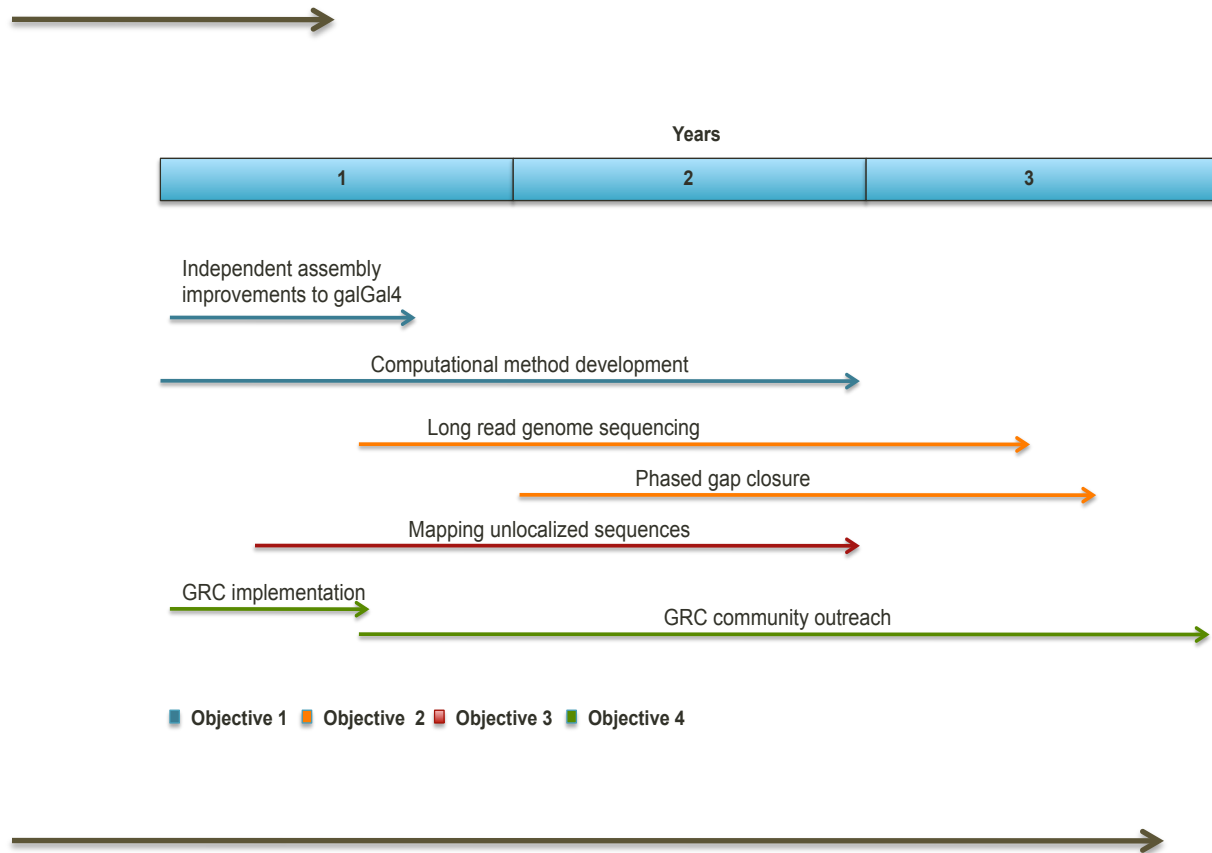 Years
1 2 3
Independent assembly
improvements to galGal4
Computational method development
Long read genome sequencing
Phased gap closure
Mapping unlocalized sequences
GRC implementation
GRC community outreach
Objective 1 Objective 2 Objective 3 Objective 4